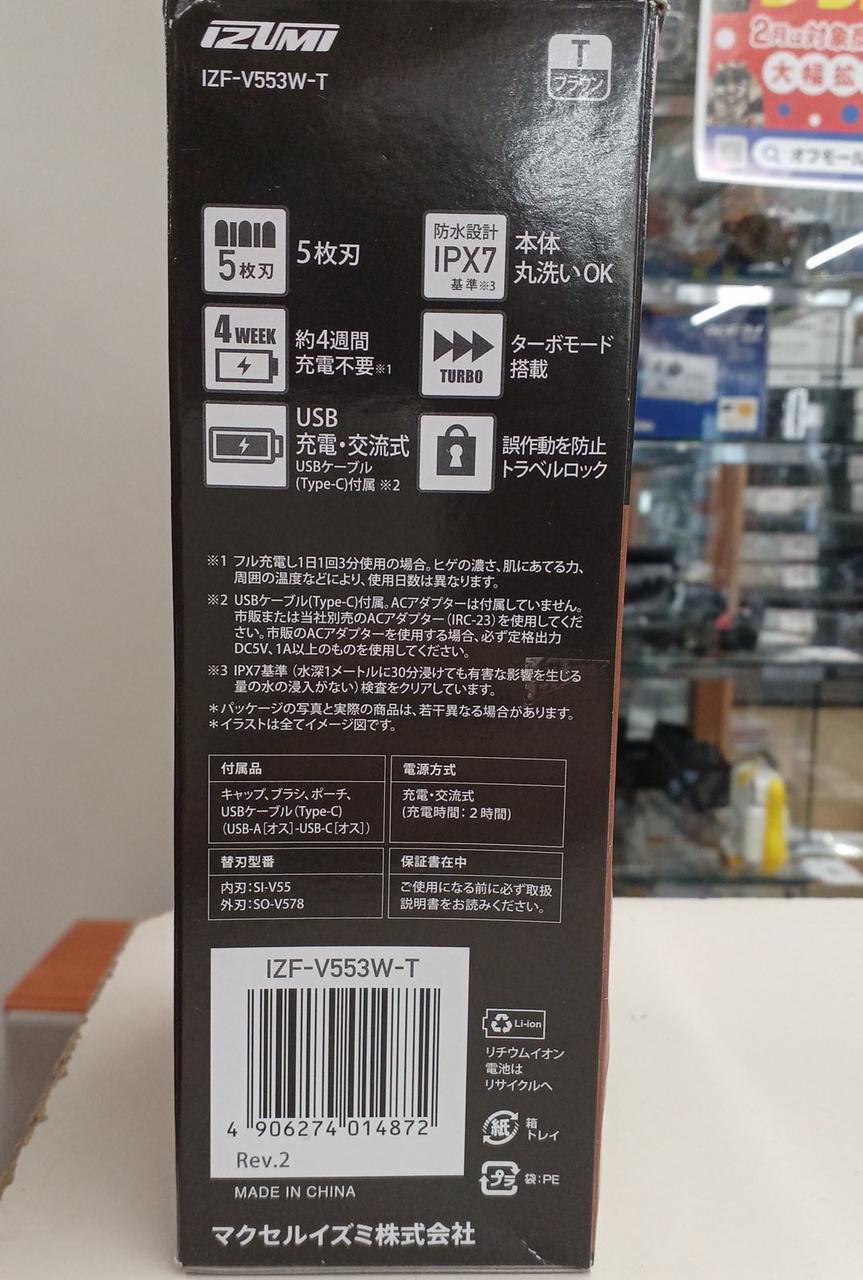 IZUMI
IZF-V553W-T
T
ブラウン
5枚刃
5枚刃
防水設計
IPX7
基準※3
本体
丸洗いOK
4 WEEK
約4週間
充電不要※1
TURBO
ターボモード
搭載
USB
充電・交流式
USBケーブル
(Type-C)付属 ※2
誤作動を防止
トラベルロック
※1 フル充電し1日1回3分使用の場合。ヒゲの濃さ、肌にあてる力、
周囲の温度などにより、使用日数は異なります。
※2 USBケーブル(Type-C)付属。ACアダプターは付属していません。
市販または当社別売のACアダプター(IRC-23)を使用してくだ
さい。市販のACアダプターを使用する場合、必ず定格出力
DC5V、1A以上のものを使用してください。
※3 IPX7基準(水深1メートルに30分浸けても有害な影響を生じる
量の水の浸入がない)検査をクリアしています。
＊パッケージの写真と実際の商品は、若干異なる場合があります。
＊イラストは全てイメージ図です。
付属品
キャップ、ブラシ、ポーチ、
USBケーブル(Type-C)
(USB-A[オス]-USB-C[オス])
電源方式
充電・交流式
(充電時間：2時間)
替刃型番
内刃：SI-V55
外刃：SO-V578
保証書在中
ご使用になる前に必ず取扱
説明書をお読みください。
IZF-V553W-T
4 906274 014872
Rev.2
MADE IN CHINA
マクセルイズミ株式会社
Li-ion
リチウムイオン
電池は
リサイクルへ
紙
箱
トレイ
プラ
袋：PE
2月は対象商
大幅拡
オフモール